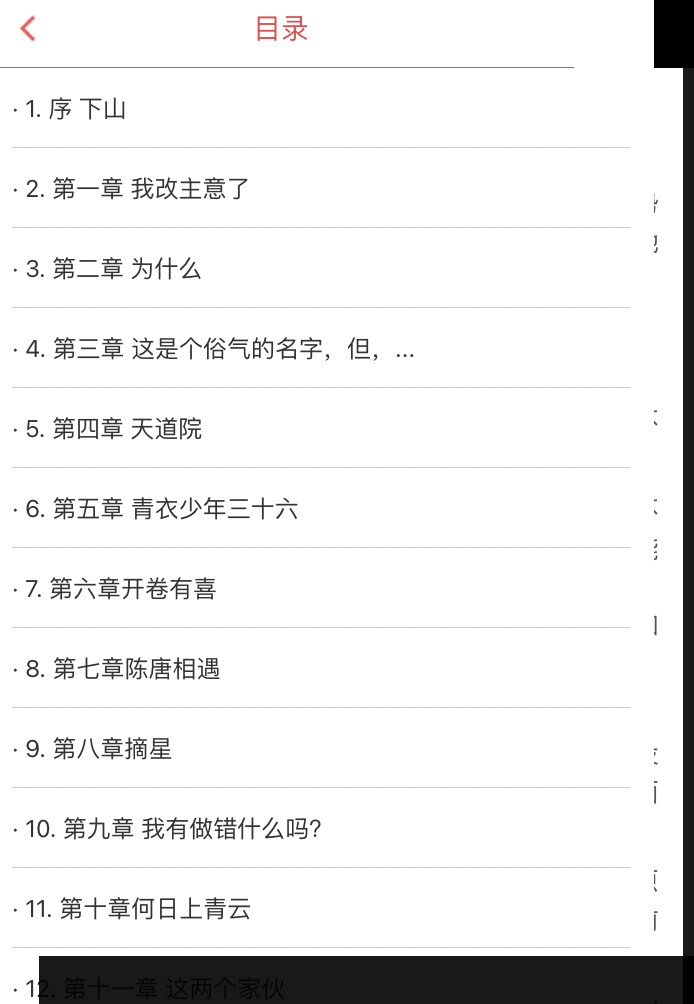 目录
· 1. 序 下山
· 2. 第一章 我改主意了
· 3. 第二章 为什么
· 4. 第三章 这是个俗气的名字，但，...
· 5. 第四章 天道院
· 6. 第五章 青衣少年三十六
· 7. 第六章开卷有喜
· 8. 第七章陈唐相遇
· 9. 第八章摘星
· 10. 第九章 我有做错什么吗?
· 11. 第十章何日上青云
· 12. 第十一章 这两个家伙